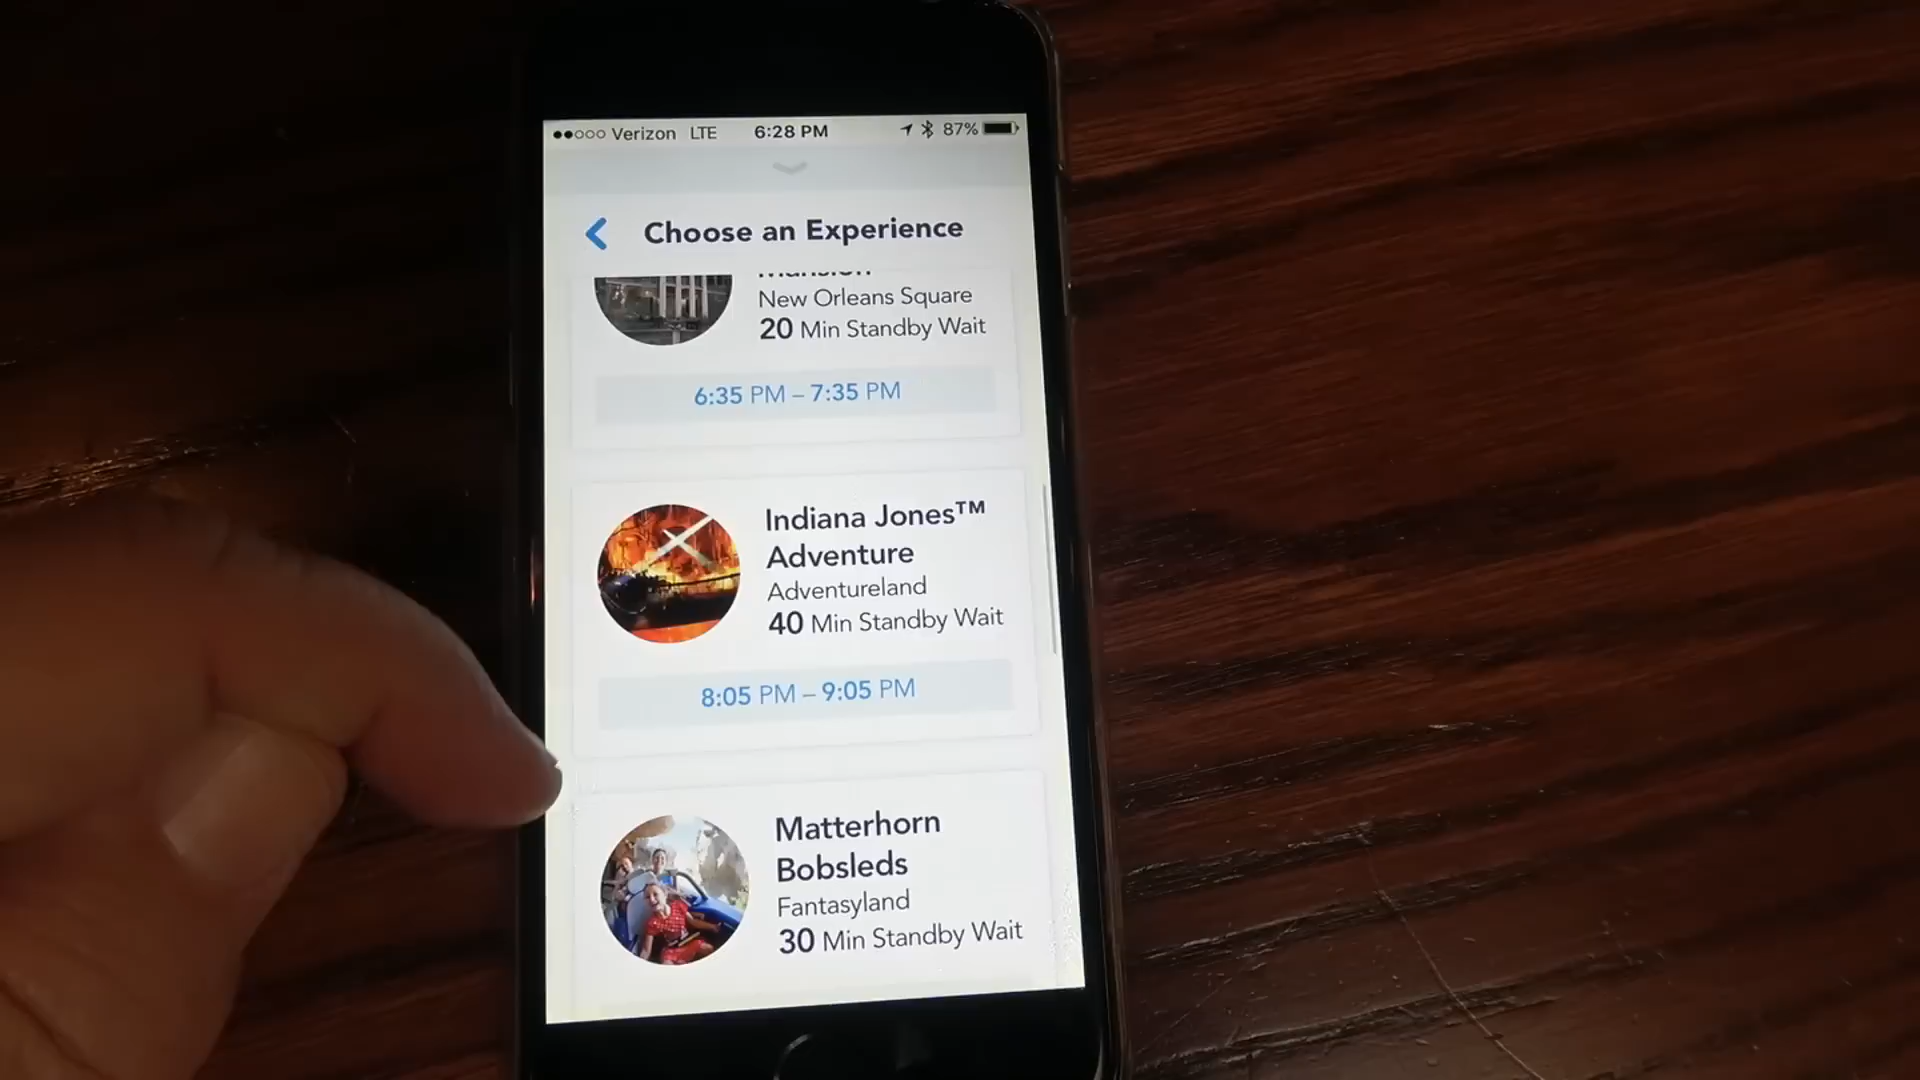 Verizon LTE 6:28 PM 87%
Choose an Experience
Mansion
New Orleans Square
20 Min Standby Wait
6:35 PM – 7:35 PM
Indiana Jones™
Adventure
Adventureland
40 Min Standby Wait
8:05 PM – 9:05 PM
Matterhorn
Bobsleds
Fantasyland
30 Min Standby Wait